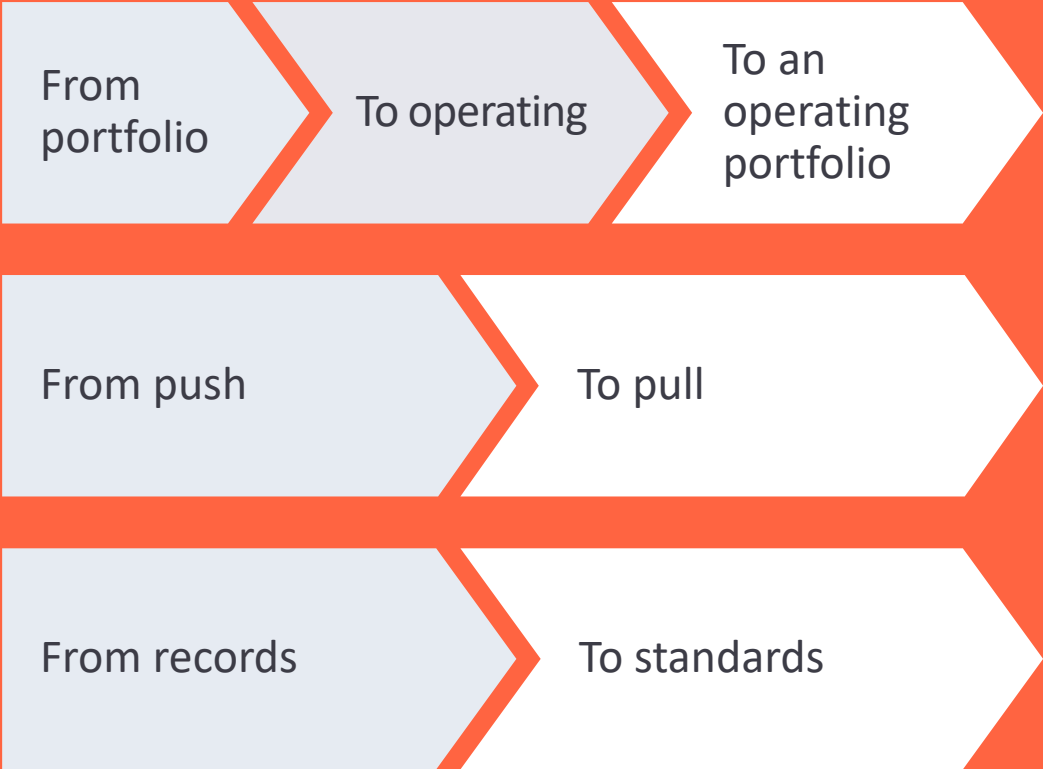 From
portfolio
To operating
To an
operating
portfolio
From push
To pull
From records
To standards